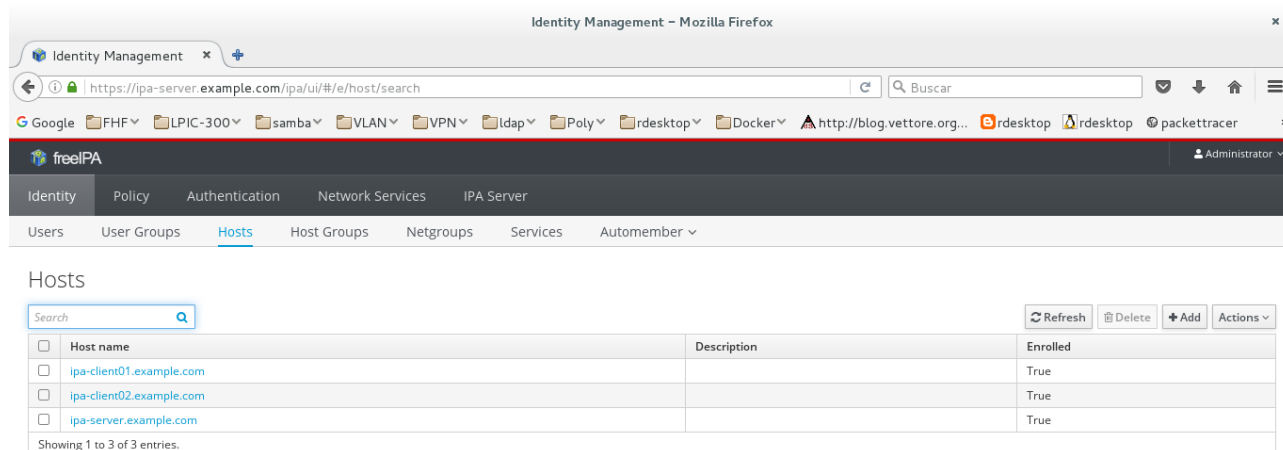 Identity Management – Mozilla Firefox
Identity Management
https://ipa-server.example.com/ipa/ui/#/e/host/search
Buscar
Google FHF LPIC-300 samba VLAN VPN ldap Poly rdesktop Docker http://blog.vettore.org... rdesktop rdesktop packettracer
freeIPA Administrator
Identity Policy Authentication Network Services IPA Server
Users User Groups Hosts Host Groups Netgroups Services Automember
Hosts
Search Refresh Delete Add Actions
Host name Description Enrolled
ipa-client01.example.com True
ipa-client02.example.com True
ipa-server.example.com True
Showing 1 to 3 of 3 entries.